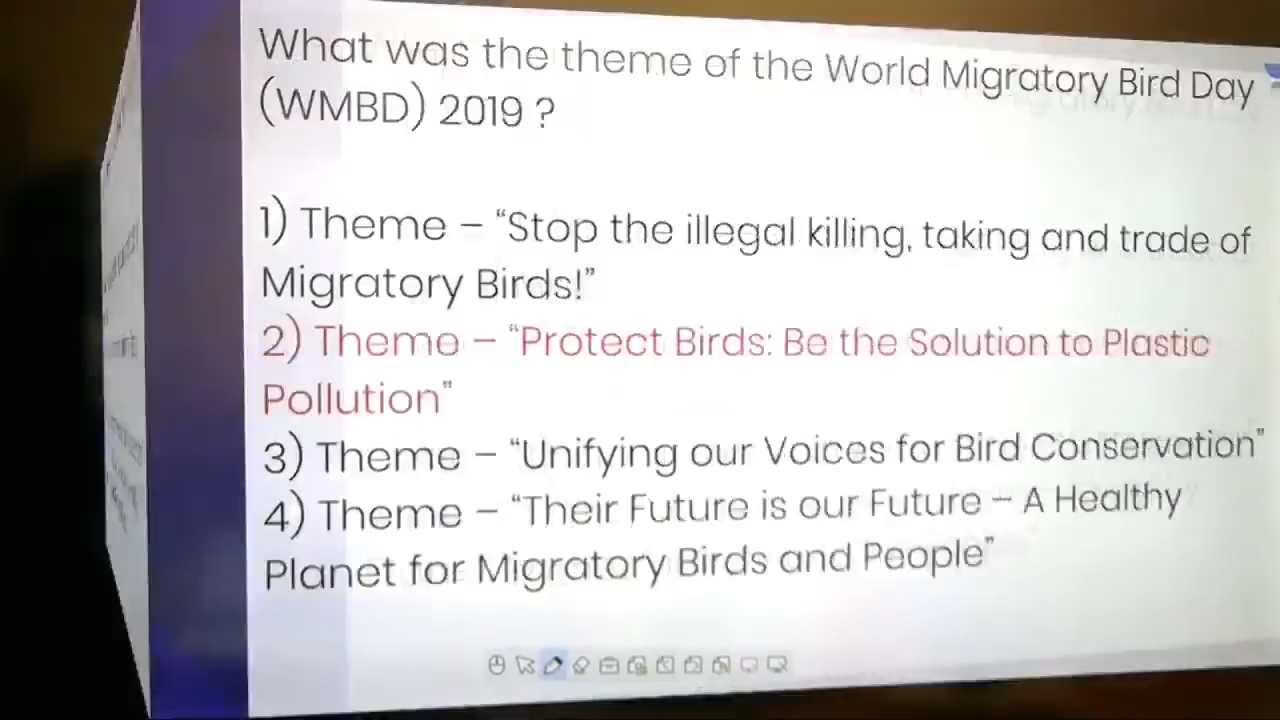 What was the theme of the World Migratory Bird Day
(WMBD) 2019 ?
1) Theme – “Stop the illegal killing, taking and trade of
Migratory Birds!”
2) Theme – “Protect Birds: Be the Solution to Plastic
Pollution”
3) Theme – “Unifying our Voices for Bird Conservation”
4) Theme – “Their Future is our Future – A Healthy
Planet for Migratory Birds and People”